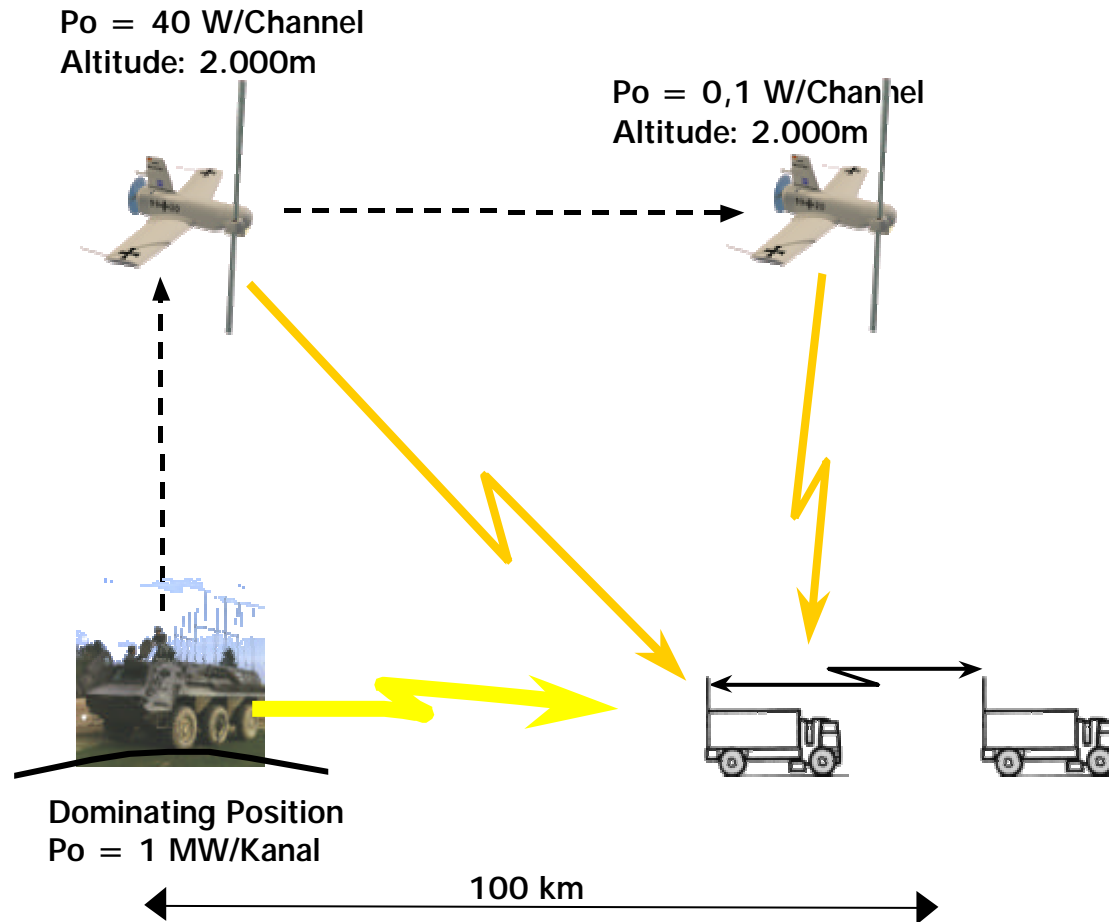 Po = 40 W/Channel
Altitude: 2.000m
Po = 0,1 W/Channel
Altitude: 2.000m
Dominating Position
Po = 1 MW/Kanal
100 km